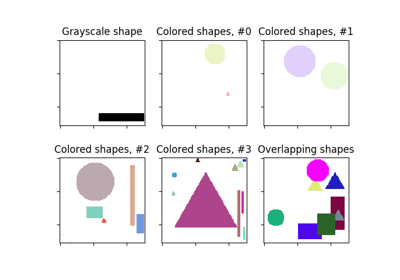 Grayscale shape
Colored shapes, #0
Colored shapes, #1
Colored shapes, #2
Colored shapes, #3
Overlapping shapes